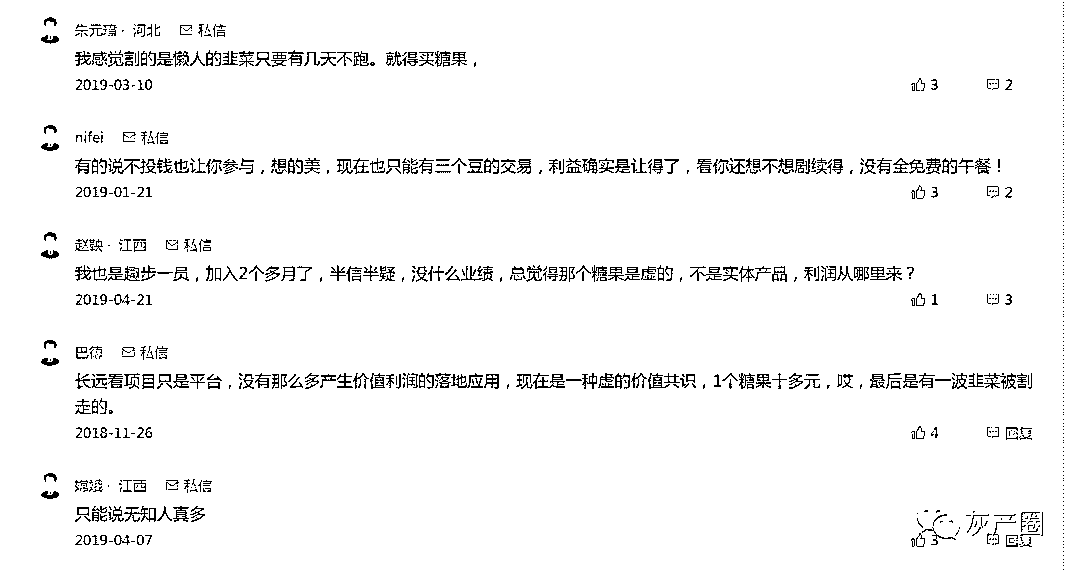 朱元璋 · 河北 私信
我感觉割的是懒人的韭菜只要有几天不跑。就得买糖果，
2019-03-10 3 2
nifei 私信
有的说不投钱也让你参与，想的美，现在也只能有三个豆的交易，利益确实是让得了，看你还想不想剧续得，没有全免费的午餐！
2019-01-21 3 2
赵 · 江西 私信
我也是趣步一员，加入2个多月了，半信半疑，没什么业绩，总觉得那个糖果是虚的，不是实体产品，利润从哪里来？
2019-04-21 1 3
巴德 私信
长远看项目只是平台，没有那么多产生价值利润的落地应用，现在是一种虚的价值共识，1个糖果十多元，哎，最后是有一波韭菜被割
走的。
2018-11-26 4 回复
嫦娥 · 江西 私信
只能说无知人真多
2019-04-07 3 回复
灰产圈